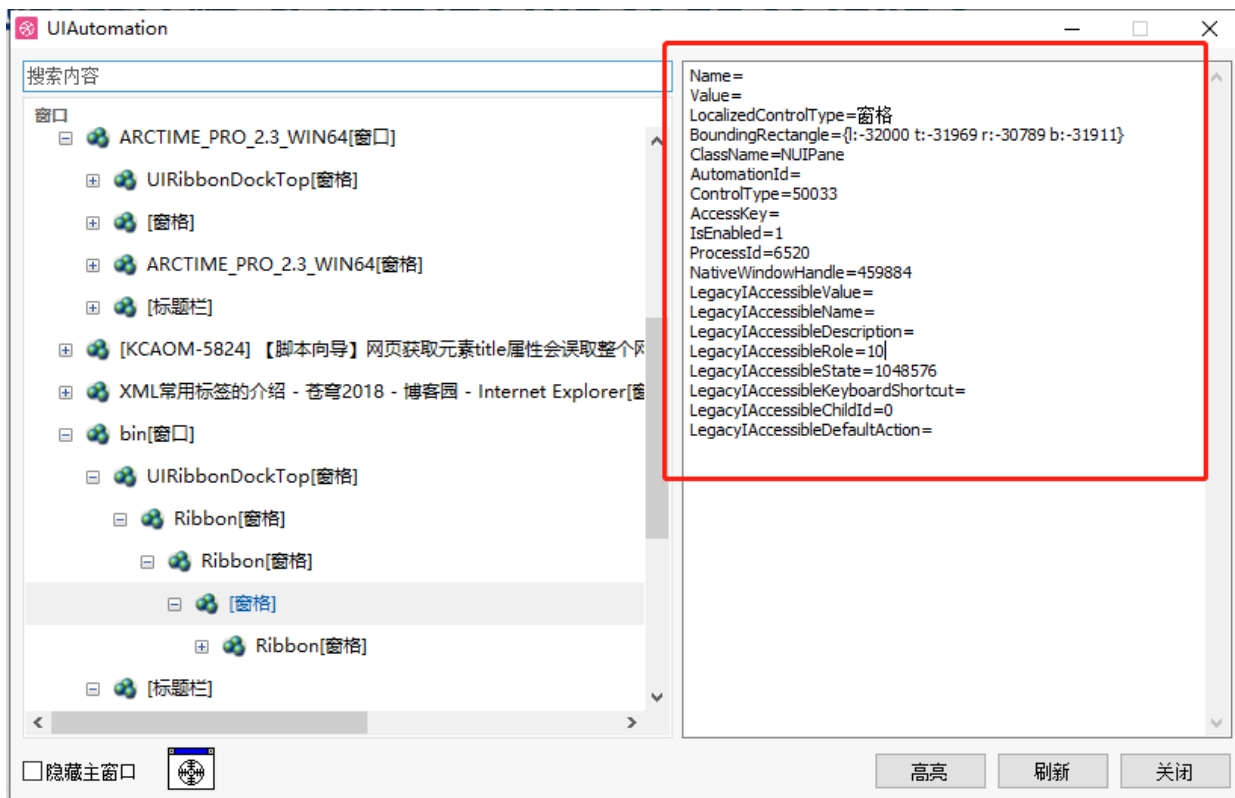 UIAutomation
搜索内容
窗口
ARCTIME_PRO_2.3_WIN64[窗口]
UIRibbonDockTop[窗格]
[窗格]
ARCTIME_PRO_2.3_WIN64[窗格]
[标题栏]
[KCAOM-5824] 【脚本向导】网页获取元素title属性会误取整个网
XML常用标签的介绍 - 苍穹2018 - 博客园 - Internet Explorer[窗
bin[窗口]
UIRibbonDockTop[窗格]
Ribbon[窗格]
Ribbon[窗格]
[窗格]
Ribbon[窗格]
[标题栏]
Name=
Value=
LocalizedControlType=窗格
BoundingRectangle={l:-32000 t:-31969 r:-30789 b:-31911}
ClassName=NUIPane
AutomationId=
ControlType=50033
AccessKey=
IsEnabled=1
ProcessId=6520
NativeWindowHandle=459884
LegacyIAccessibleValue=
LegacyIAccessibleName=
LegacyIAccessibleDescription=
LegacyIAccessibleRole=10
LegacyIAccessibleState=1048576
LegacyIAccessibleKeyboardShortcut=
LegacyIAccessibleChildId=0
LegacyIAccessibleDefaultAction=
隐藏主窗口
高亮
刷新
关闭